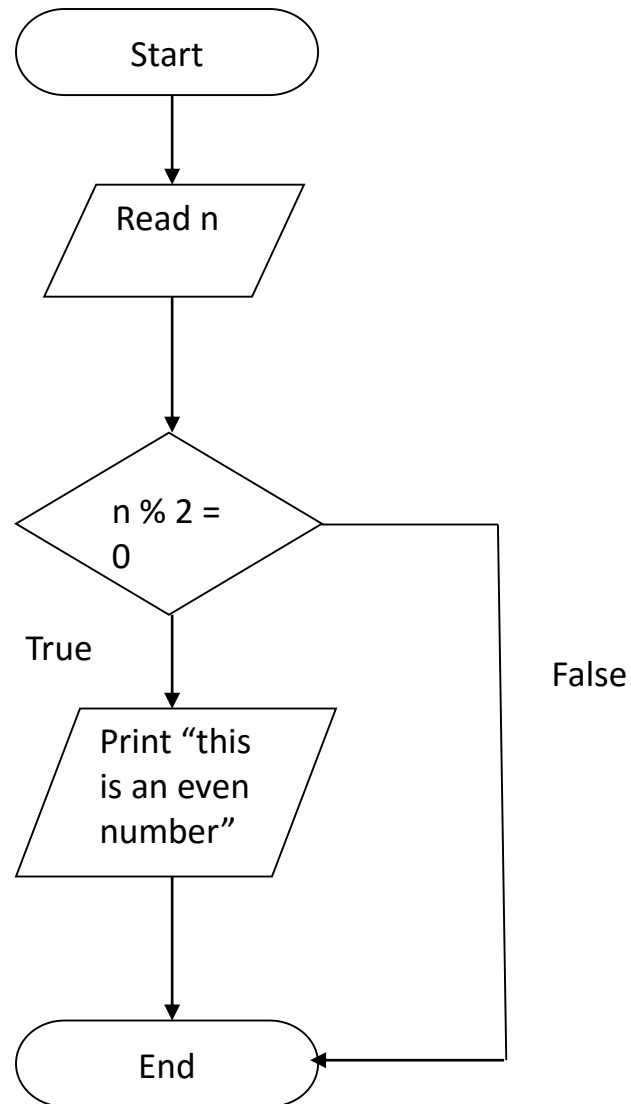 Start
Read n
n % 2 =
0
True
False
Print “this
is an even
number”
End